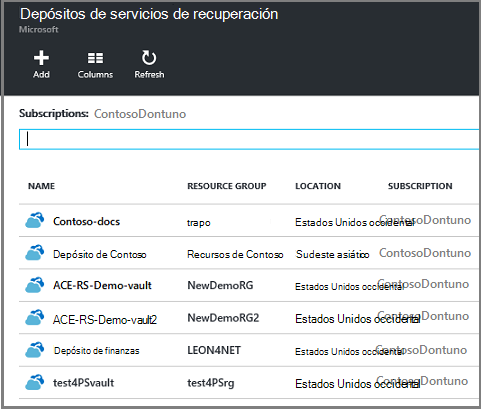 Depósitos de servicios de recuperación
Microsoft
Add Columns Refresh
Subscriptions: ContosoDontuno
NAME RESOURCE GROUP LOCATION SUBSCRIPTION
Contoso-docs trapo Estados Unidos occidental ContosoDontuno
Depósito de Contoso Recursos de Contoso Sudeste asiático ContosoDontuno
ACE-RS-Demo-vault NewDemoRG Estados Unidos occidental ContosoDontuno
ACE-RS-Demo-vault2 NewDemoRG2 Estados Unidos occidental ContosoDontuno
Depósito de finanzas LEON4NET Estados Unidos occidental ContosoDontuno
test4PSvault test4PSrg Estados Unidos occidental ContosoDontuno